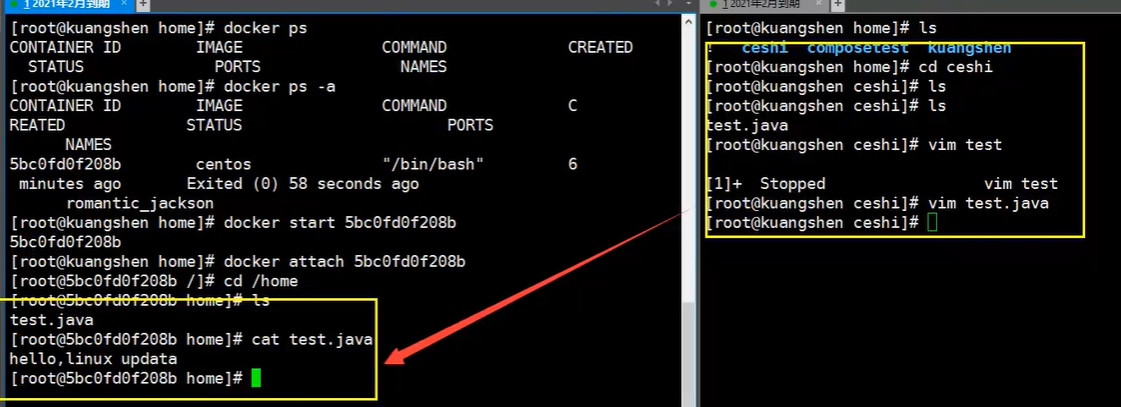 1 2021年2月到期
[root@kuangshen home]# docker ps
CONTAINER ID IMAGE COMMAND CREATED
STATUS PORTS NAMES
[root@kuangshen home]# docker ps -a
CONTAINER ID IMAGE COMMAND C
REATED STATUS PORTS
NAMES
5bc0fd0f208b centos "/bin/bash" 6
minutes ago Exited (0) 58 seconds ago
romantic_jackson
[root@kuangshen home]# docker start 5bc0fd0f208b
5bc0fd0f208b
[root@kuangshen home]# docker attach 5bc0fd0f208b
[root@5bc0fd0f208b /]# cd /home
[root@5bc0fd0f208b home]# ls
test.java
[root@5bc0fd0f208b home]# cat test.java
hello,linux updata
[root@5bc0fd0f208b home]#
1 2021年2月到期
[root@kuangshen home]# ls
! ceshi composetest kuangshen
[root@kuangshen home]# cd ceshi
[root@kuangshen ceshi]# ls
[root@kuangshen ceshi]# ls
test.java
[root@kuangshen ceshi]# vim test
[1]+ Stopped vim test
[root@kuangshen ceshi]# vim test.java
[root@kuangshen ceshi]#